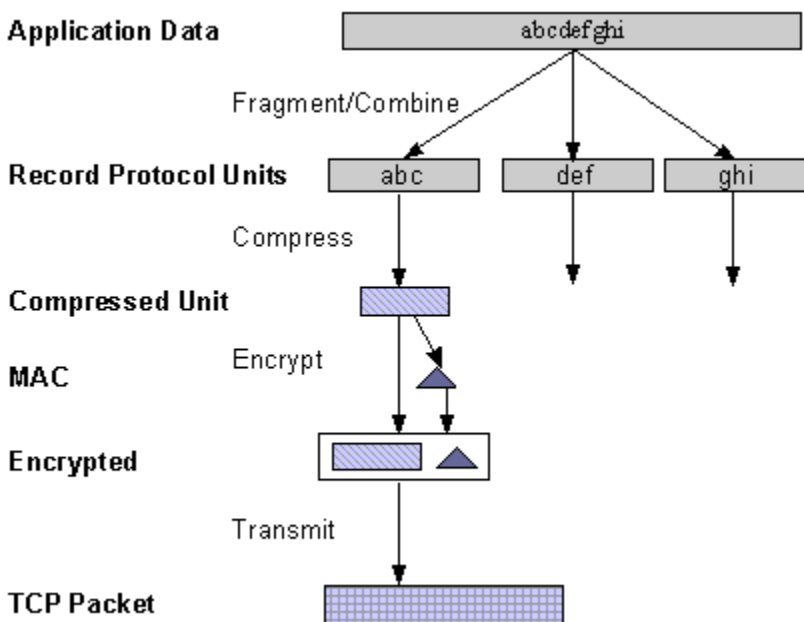 Application Data
abcdefghi
Fragment/Combine
Record Protocol Units
abc
def
ghi
Compress
Compressed Unit
Encrypt
MAC
Encrypted
Transmit
TCP Packet